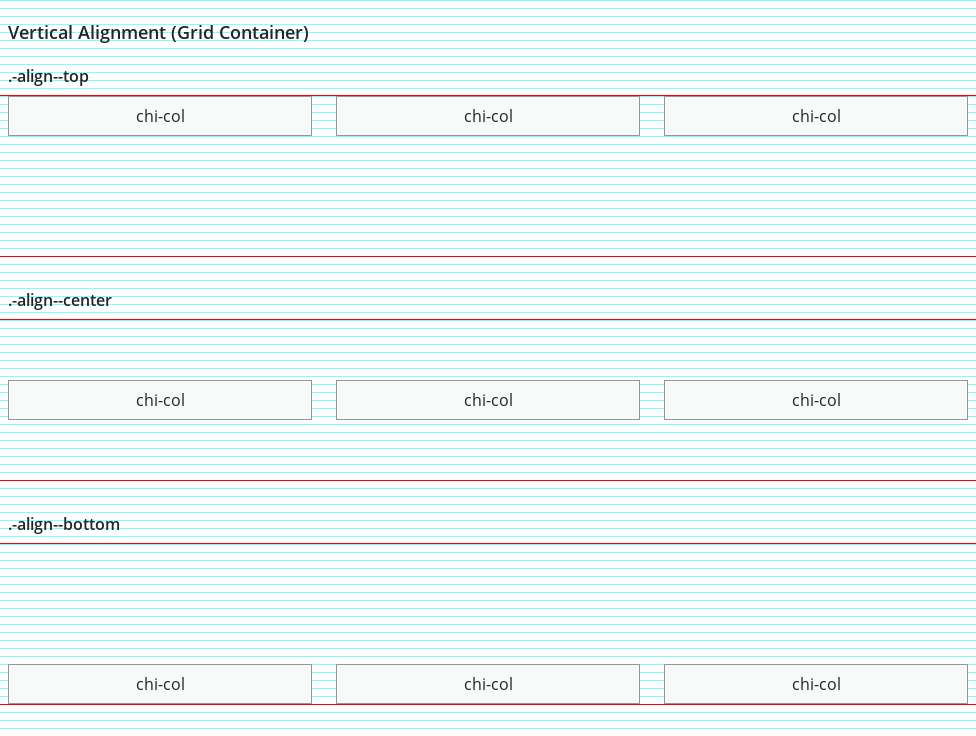 Vertical Alignment (Grid Container)
.-align--top
chi-col chi-col chi-col
.-align--center
chi-col chi-col chi-col
.-align--bottom
chi-col chi-col chi-col